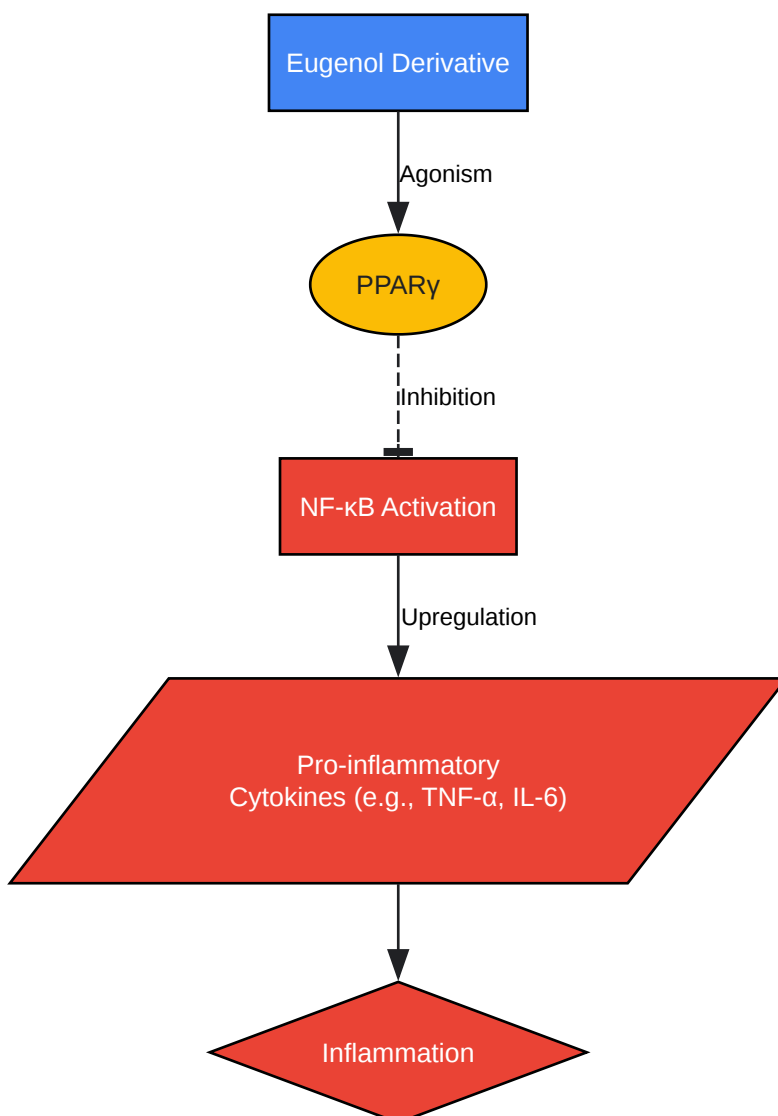 Eugenol Derivative
Agonism
PPARγ
Inhibition
NF-κB Activation
Upregulation
Pro-inflammatory
Cytokines (e.g., TNF-α, IL-6)
Inflammation